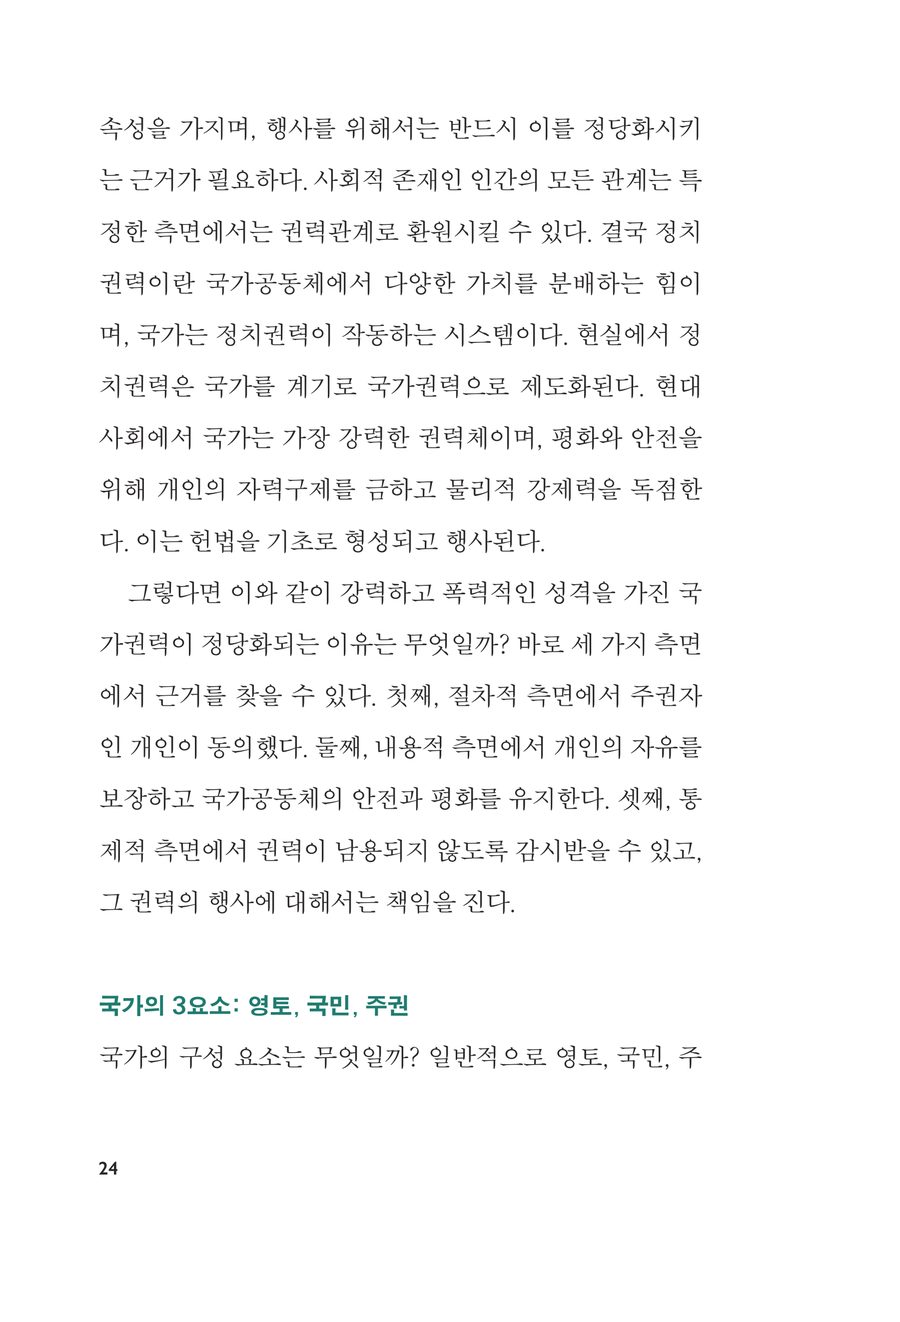 속성을 가지며, 행사를 위해서는 반드시 이를 정당화시키
는 근거가 필요하다. 사회적 존재인 인간의 모든 관계는 특
정한 측면에서는 권력관계로 환원시킬 수 있다. 결국 정치
권력이란 국가공동체에서 다양한 가치를 분배하는 힘이
며, 국가는 정치권력이 작동하는 시스템이다. 현실에서 정
치권력은 국가를 계기로 국가권력으로 제도화된다. 현대
사회에서 국가는 가장 강력한 권력체이며, 평화와 안전을
위해 개인의 자력구제를 금하고 물리적 강제력을 독점한
다. 이는 헌법을 기초로 형성되고 행사된다.
그렇다면 이와 같이 강력하고 폭력적인 성격을 가진 국
가권력이 정당화되는 이유는 무엇일까? 바로 세 가지 측면
에서 근거를 찾을 수 있다. 첫째, 절차적 측면에서 주권자
인 개인이 동의했다. 둘째, 내용적 측면에서 개인의 자유를
보장하고 국가공동체의 안전과 평화를 유지한다. 셋째, 통
제적 측면에서 권력이 남용되지 않도록 감시받을 수 있고,
그 권력의 행사에 대해서는 책임을 진다.
국가의 3요소: 영토, 국민, 주권
국가의 구성 요소는 무엇일까? 일반적으로 영토, 국민, 주
24